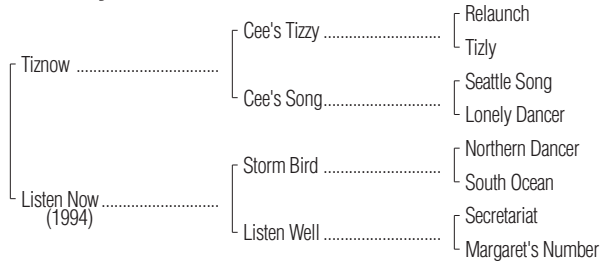 Relaunch
Cee's Tizzy ..............................
Tizly
Tiznow ....................................
Seattle Song
Cee's Song..............................
Lonely Dancer
Northern Dancer
Storm Bird ..............................
South Ocean
Listen Now ..............................
(1994)
Secretariat
Listen Well ..............................
Margaret's Number